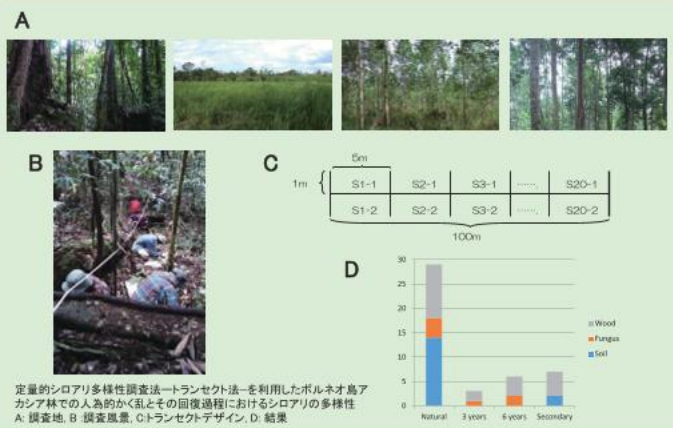 A
B
C
5m
1m
S1-1 S2-1 S3-1 …… S20-1
S1-2 S2-2 S3-2 …… S20-2
100m
D
30
25
20
15
10
5
0
Wood
Fungus
Soil
Natural 3 years 6 years Secondary
定量的シロアリ多様性調査法ートランセクト法ーを利用したボルネオ島ア
カシア林での人為的かく乱とその回復過程におけるシロアリの多様性
A: 調査地, B :調査風景, C:トランセクトデザイン, D: 結果